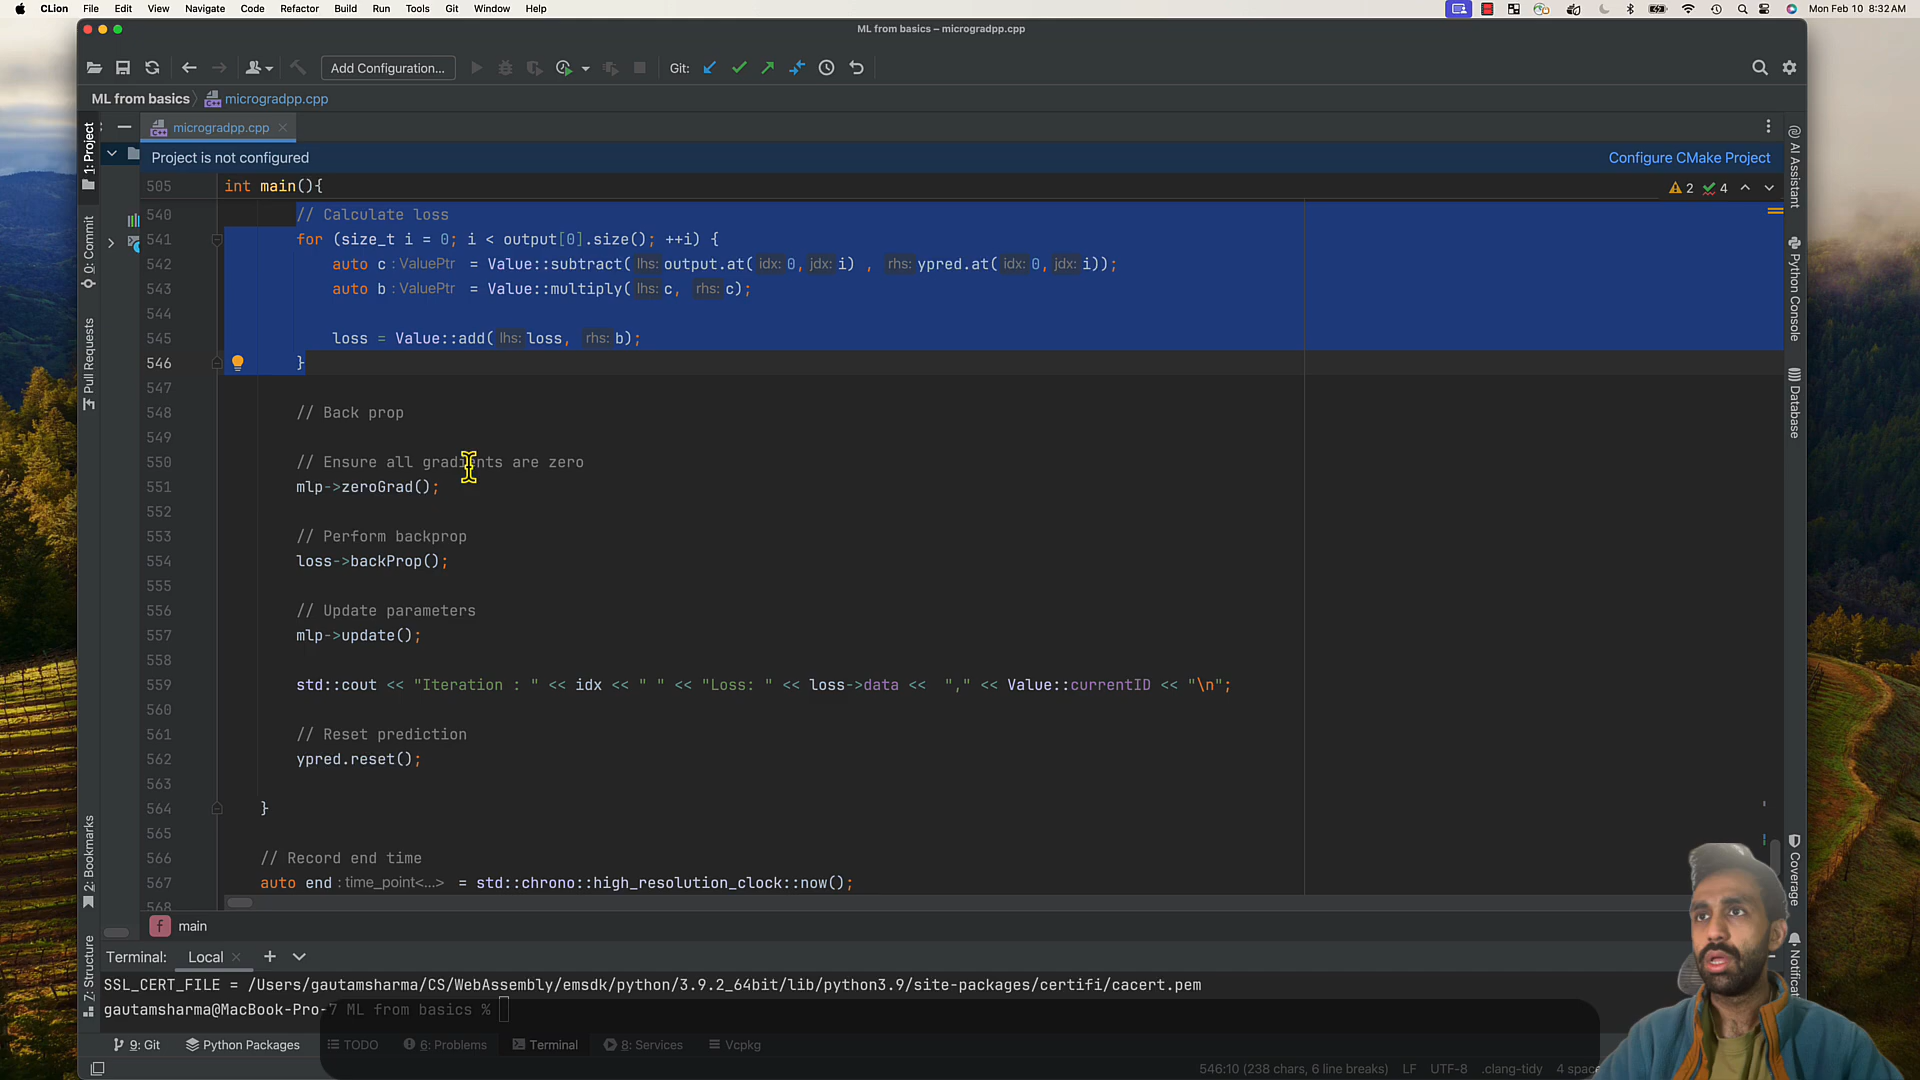 CLion File Edit View Navigate Code Refactor Build Run Tools Git Window Help Mon Feb 10 8:32 AM
ML from basics – microgradpp.cpp
Add Configuration... Git:
ML from basics microgradpp.cpp
microgradpp.cpp
Project is not configured Configure CMake Project
505 int main(){ 2 4
540 // Calculate loss
541 for (size_t i = 0; i < output[0].size(); ++i) {
542 auto c : ValuePtr = Value::subtract( lhs: output.at( idx: 0, jdx: i) , rhs: ypred.at( idx: 0, jdx: i));
543 auto b : ValuePtr = Value::multiply( lhs: c, rhs: c);
544
545 loss = Value::add( lhs: loss, rhs: b);
546 }
547
548 // Back prop
549
550 // Ensure all gradients are zero
551 mlp->zeroGrad();
552
553 // Perform backprop
554 loss->backProp();
555
556 // Update parameters
557 mlp->update();
558
559 std::cout << "Iteration : " << idx << " " << "Loss: " << loss->data << "," << Value::currentID << "\n";
560
561 // Reset prediction
562 ypred.reset();
563
564 }
565
566 // Record end time
567 auto end : time_point<...> = std::chrono::high_resolution_clock::now();
568
f main
Terminal: Local
SSL_CERT_FILE = /Users/gautamsharma/CS/WebAssembly/emsdk/python/3.9.2_64bit/lib/python3.9/site-packages/certifi/cacert.pem
gautamsharma@MacBook-Pro-7 ML from basics %
9: Git Python Packages TODO 6: Problems Terminal 8: Services Vcpkg
546:10 (238 chars, 6 line breaks) LF UTF-8 .clang-tidy 4 spac
1: Project
0: Commit
Pull Requests
2: Bookmarks
7: Structure
AI Assistant
Python Console
Database
Coverage
Notificat